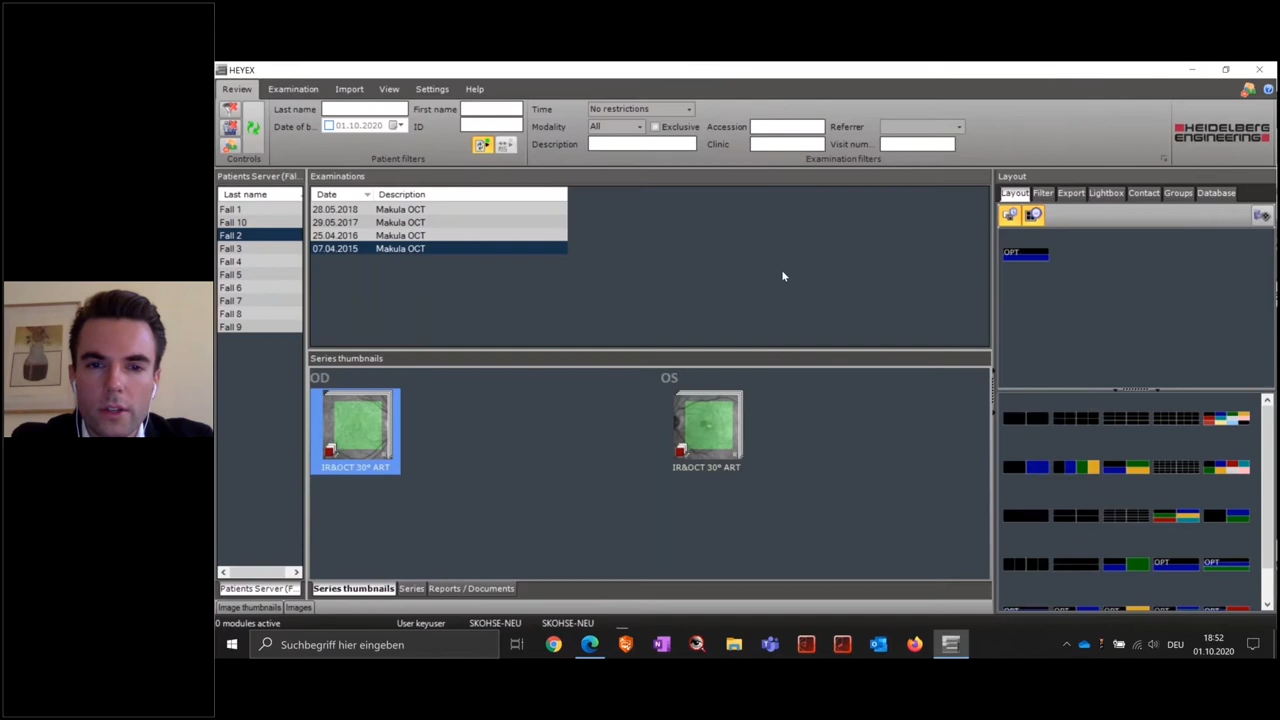 HEYEX
Review Examination Import View Settings Help
Last name First name Time No restrictions
Date of b... 01.10.2020 ID Modality All Exclusive Accession Referrer
Description Clinic Visit num...
Controls Patient filters Examination filters
HEIDELBERG
ENGINEERING
Patients Server (Fäl... Examinations Layout
Last name Date Description Layout Filter Export Lightbox Contact Groups Database
Fall 1 28.05.2018 Makula OCT
Fall 10 29.05.2017 Makula OCT
Fall 2 25.04.2016 Makula OCT
Fall 3 07.04.2015 Makula OCT
OPT
Fall 4
Fall 5
Fall 6
Fall 7
Fall 8
Fall 9
Series thumbnails
OD OS
IR&OCT 30° ART IR&OCT 30° ART
OPT OPT
Patients Server (F... Series thumbnails Series Reports / Documents
Image thumbnails Images
0 modules active User keyuser SKOHSE-NEU SKOHSE-NEU
Suchbegriff hier eingeben DEU 18:52
01.10.2020